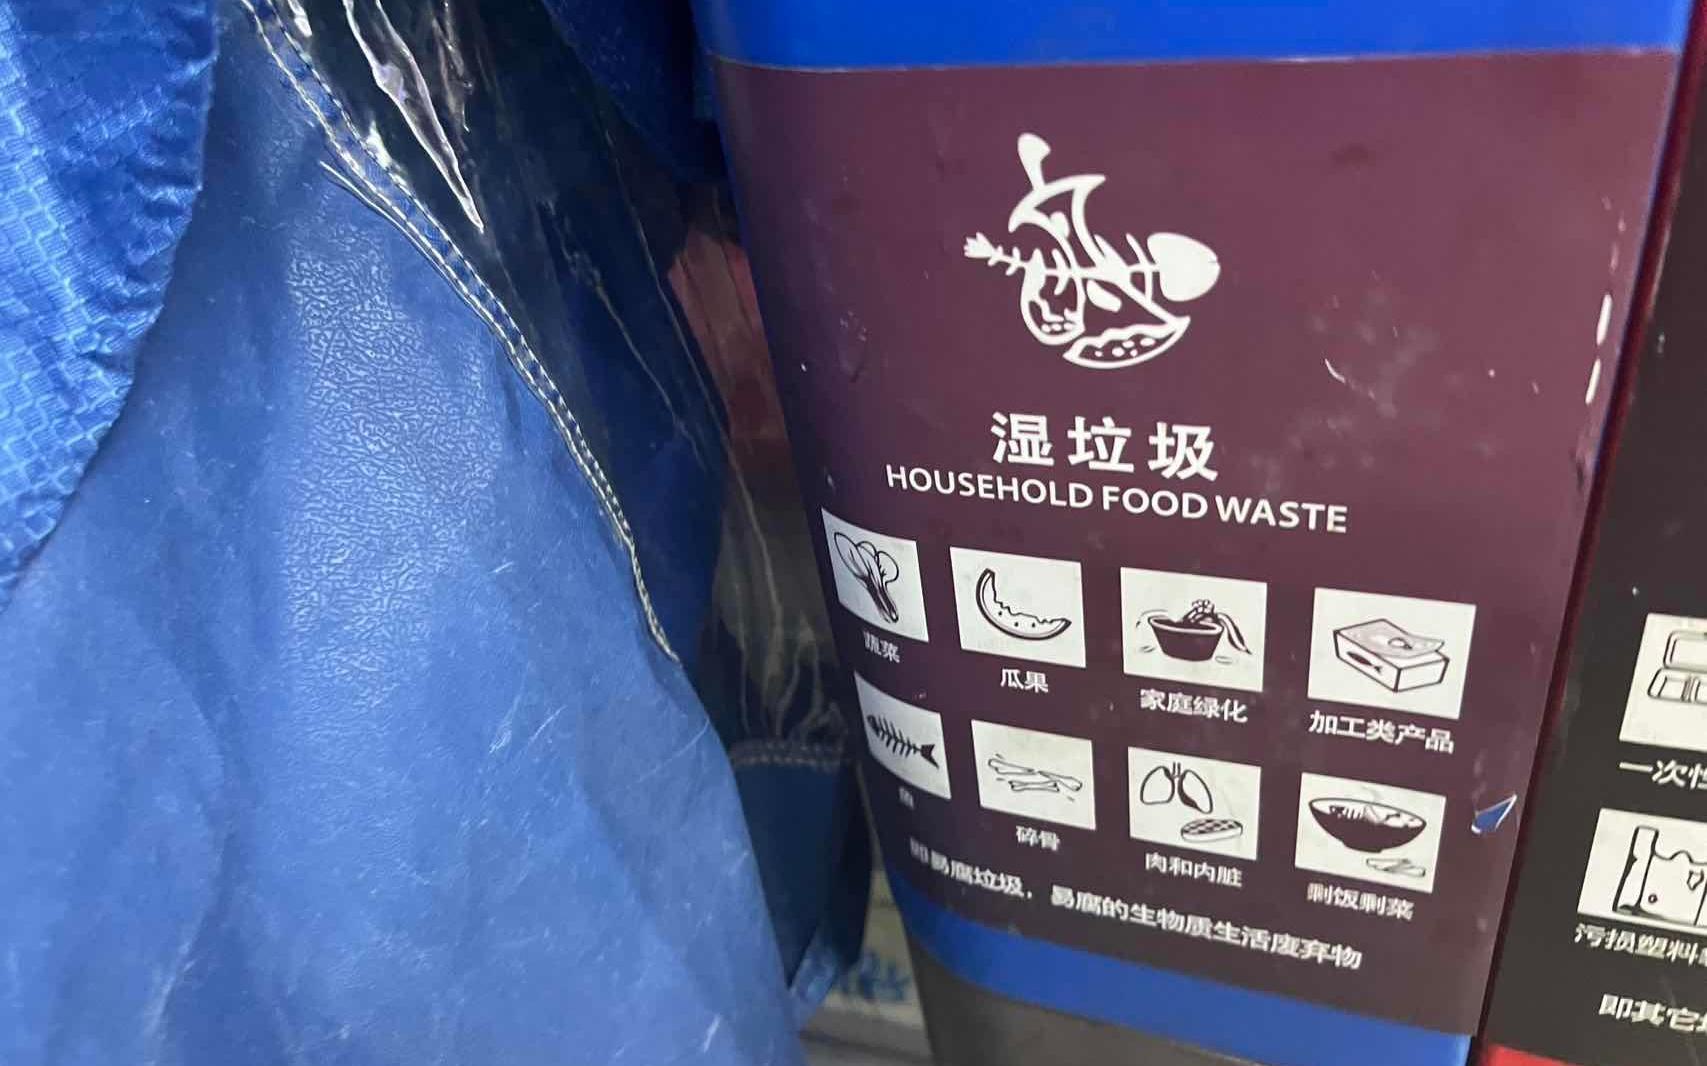 湿垃圾
HOUSEHOLD FOOD WASTE
蔬菜
瓜果
家庭绿化
加工类产品
鱼
碎骨
肉和内脏
剩饭剩菜
即易腐垃圾，易腐的生物质生活废弃物
一次性
污损塑料
即其它